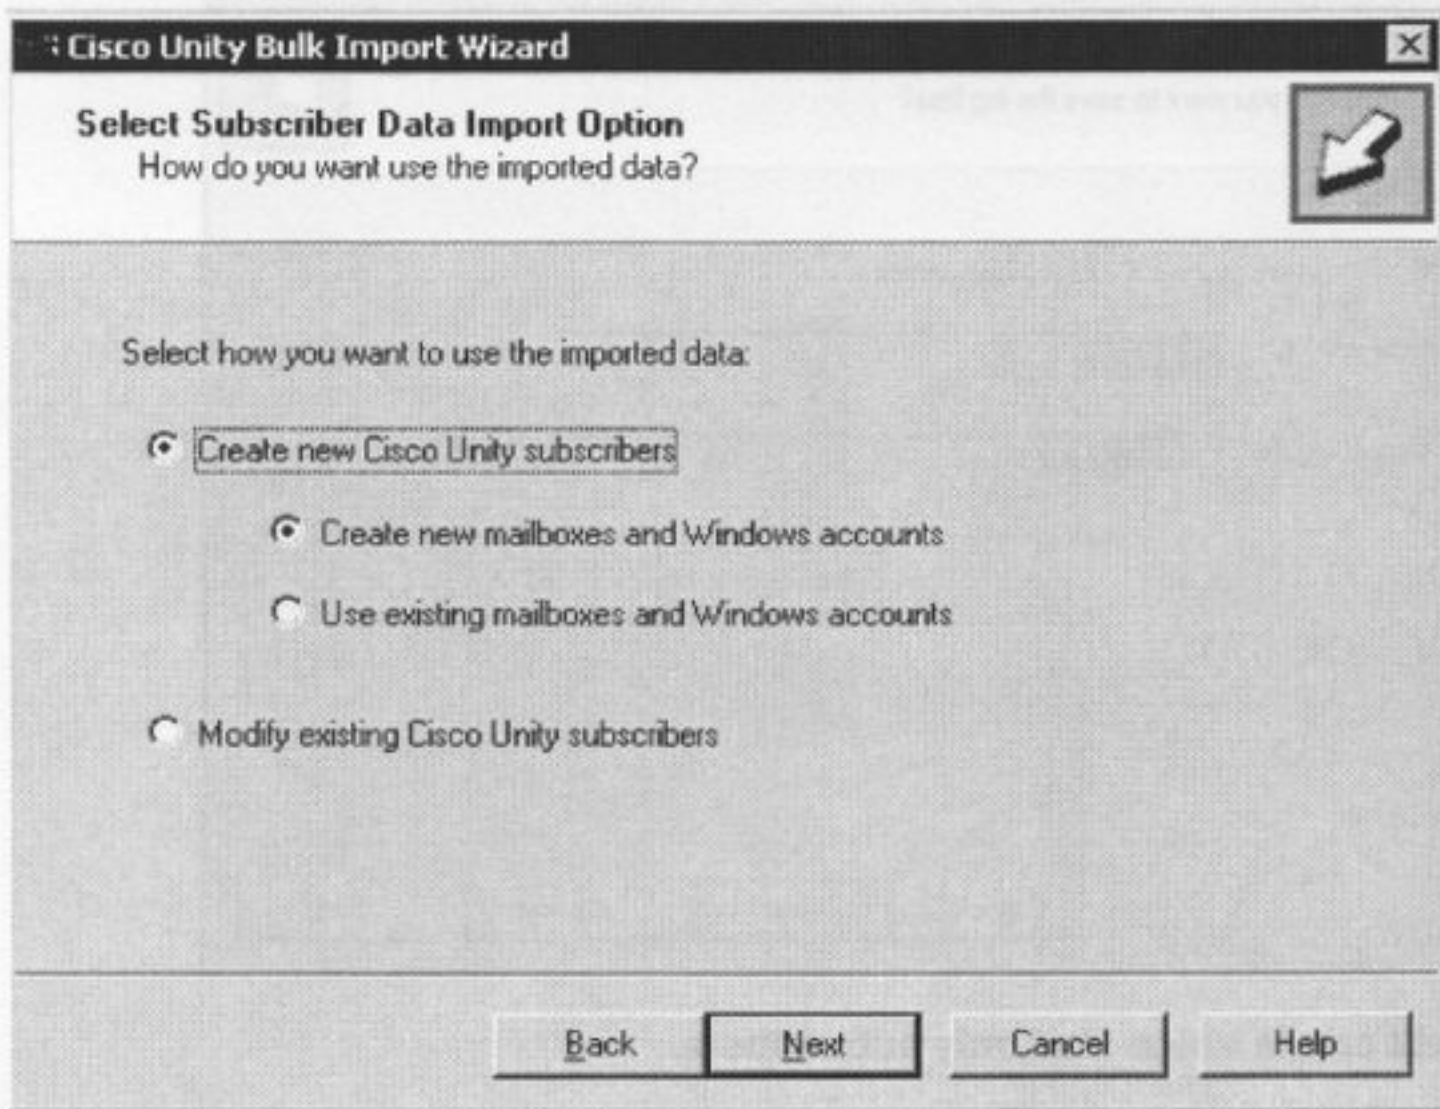 Cisco Unity Bulk Import Wizard
Select Subscriber Data Import Option
How do you want use the imported data?
Select how you want to use the imported data:
Create new Cisco Unity subscribers
Create new mailboxes and Windows accounts
Use existing mailboxes and Windows accounts
Modify existing Cisco Unity subscribers
Back
Next
Cancel
Help